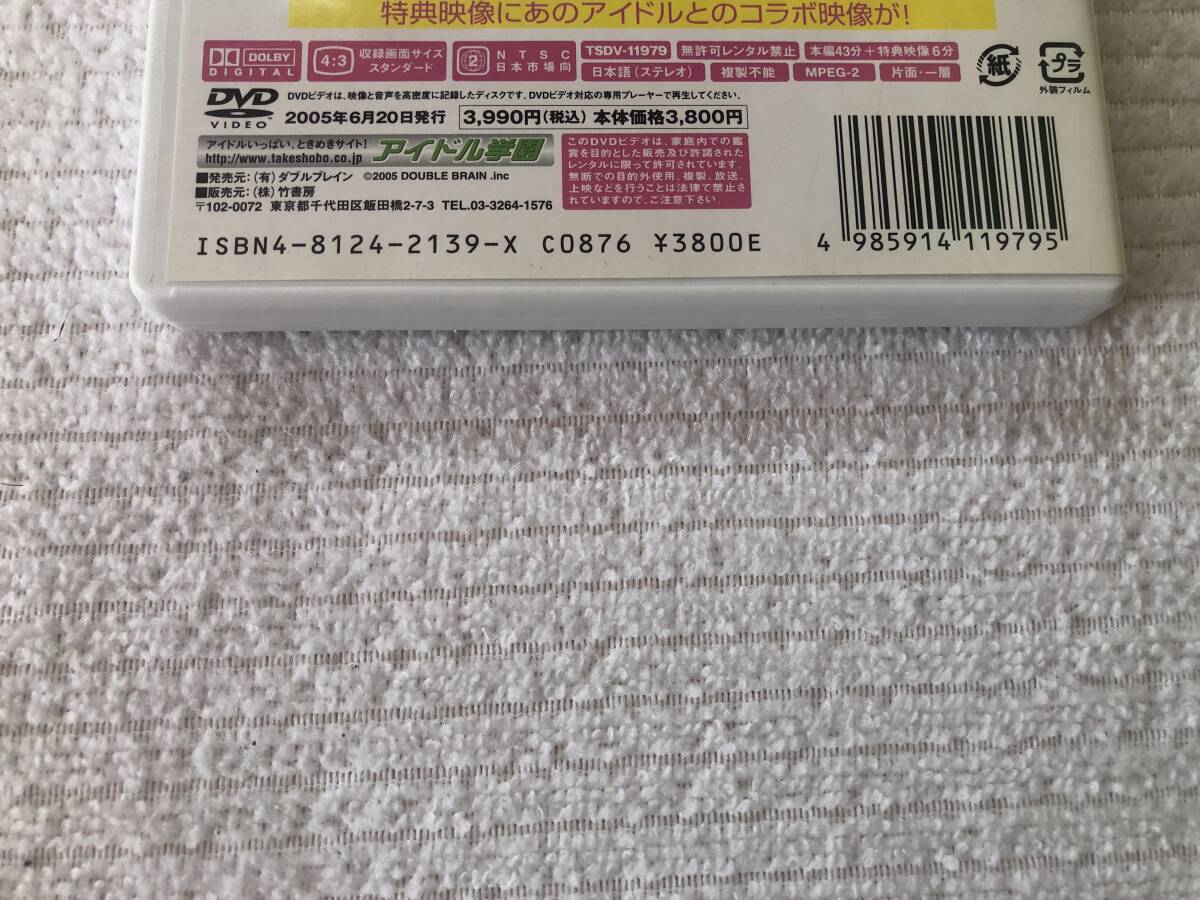 特典映像にあのアイドルとのコラボ映像が!
DOLBY DIGITAL 4:3 収録画面サイズ スタンダード 2 NTSC 日本市場向 TSDV-11979 無許可レンタル禁止 本編43分+特典映像6分
日本語(ステレオ) 複製不能 MPEG-2 片面・一層
紙 プラ 外装フィルム
DVD VIDEO DVDビデオは、映像と音声を高密度に記録したディスクです。DVDビデオ対応の専用プレーヤーで再生してください。
2005年6月20日発行 3,990円(税込) 本体価格3,800円
アイドルいっぱい、ときめきサイト!
http://www.takeshobo.co.jp アイドル学園
■発売元:(有)ダブルブレイン ©2005 DOUBLE BRAIN .inc
■販売元:(株)竹書房
〒102-0072 東京都千代田区飯田橋2-7-3 TEL.03-3264-1576
このDVDビデオは、家庭内での鑑
賞を目的とした販売及び許諾された
レンタルに限って許可されています。
無断での目的外使用、複製、放送、
上映などを行うことは法律で禁止さ
れていますので、ご注意下さい。
ISBN4-8124-2139-X C0876 ¥3800E
4 985914 119795